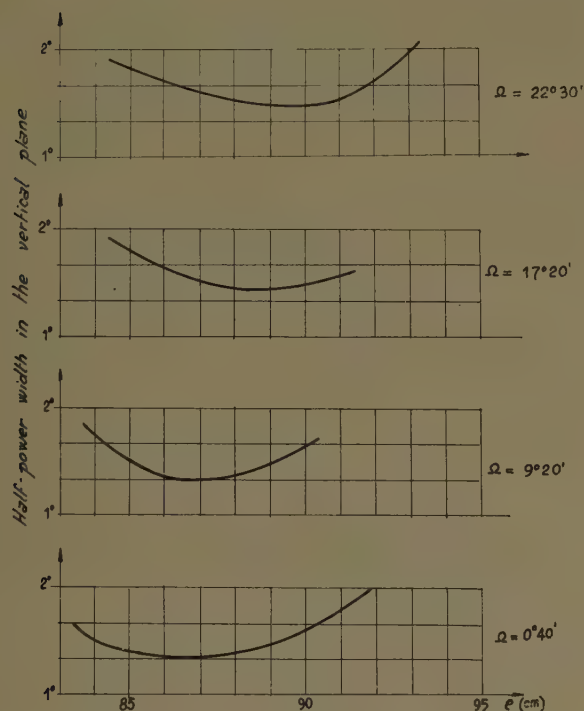 Half-power width in the vertical plane
2°
1°
Ω = 22°30'
2°
1°
Ω = 17°20'
2°
1°
Ω = 9°20'
2°
1°
Ω = 0°40'
85 90 95 ρ (cm)